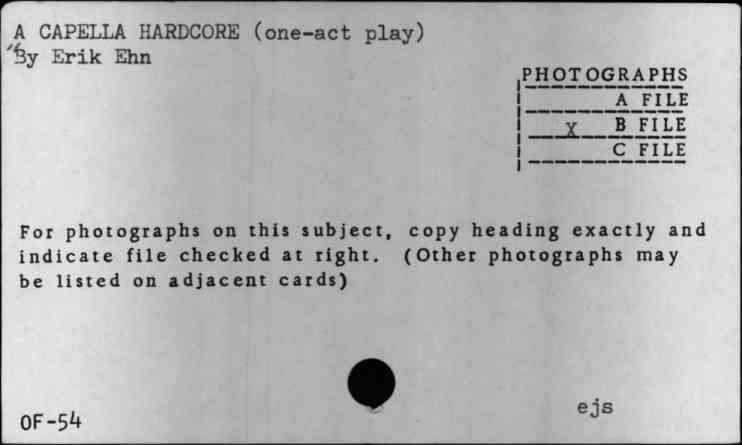 A CAPELLA HARDCORE (one-act play)
By Erik Ehn
PHOTOGRAPHS
A FILE
X B FILE
C FILE
For photographs on this subject, copy heading exactly and
indicate file checked at right. (Other photographs may
be listed on adjacent cards)
OF-54
ejs